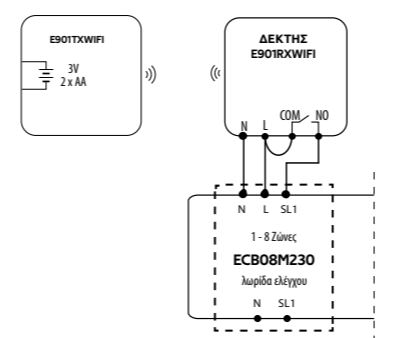 E901TXWIFI
3V
2 x AA
ΔΕΚΤΗΣ
E901RXWIFI
N L COM NO
N L SL1
1 - 8 Ζώνες
ECB08M230
λωρίδα ελέγχου
N SL1